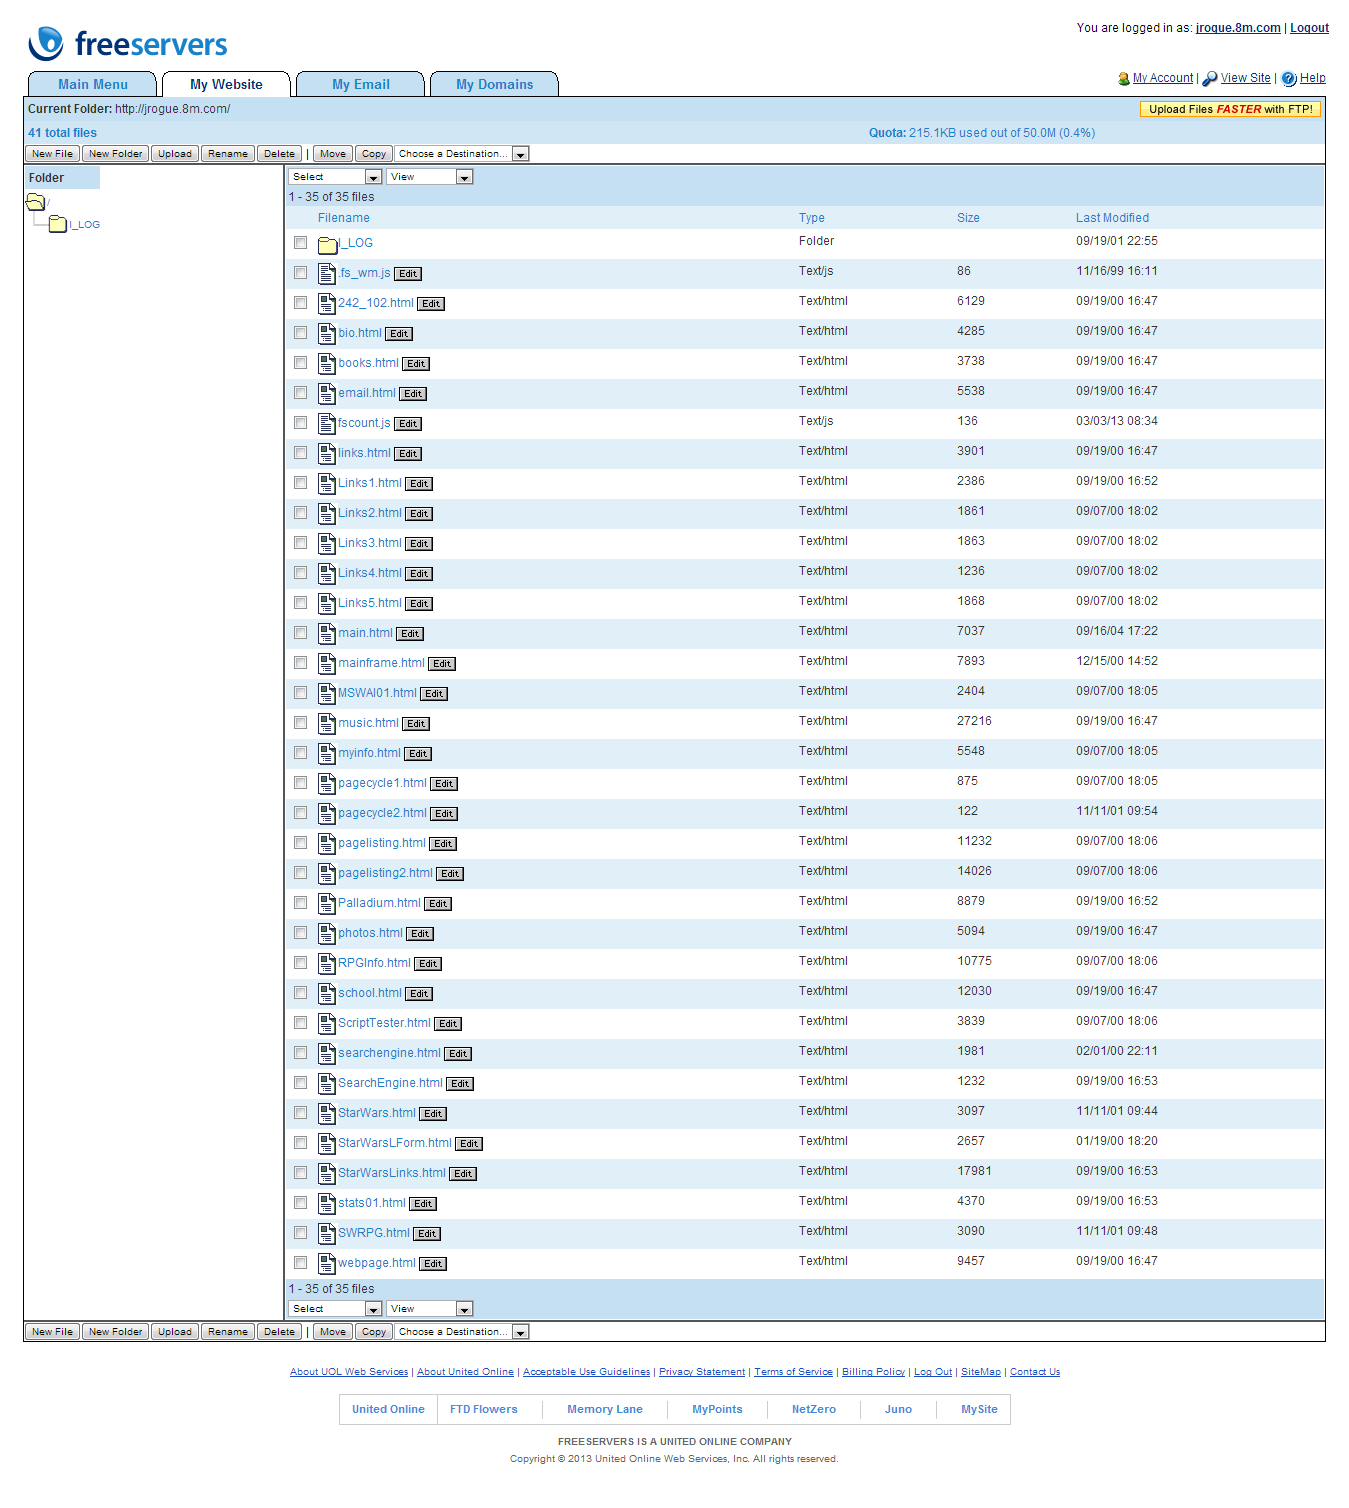 You are logged in as: jrogue.8m.com | Logout
freeservers
Main Menu My Website My Email My Domains
My Account | View Site | Help
Current Folder: http://jrogue.8m.com/ Upload Files FASTER with FTP!
41 total files Quota: 215.1KB used out of 50.0M (0.4%)
New File New Folder Upload Rename Delete | Move Copy Choose a Destination...
Folder
/
I_LOG
Select View
1 - 35 of 35 files
Filename Type Size Last Modified
I_LOG Folder 09/19/01 22:55
.fs_wm.js Edit Text/js 86 11/16/99 16:11
242_102.html Edit Text/html 6129 09/19/00 16:47
bio.html Edit Text/html 4285 09/19/00 16:47
books.html Edit Text/html 3738 09/19/00 16:47
email.html Edit Text/html 5538 09/19/00 16:47
fscount.js Edit Text/js 136 03/03/13 08:34
links.html Edit Text/html 3901 09/19/00 16:47
Links1.html Edit Text/html 2386 09/19/00 16:52
Links2.html Edit Text/html 1861 09/07/00 18:02
Links3.html Edit Text/html 1863 09/07/00 18:02
Links4.html Edit Text/html 1236 09/07/00 18:02
Links5.html Edit Text/html 1868 09/07/00 18:02
main.html Edit Text/html 7037 09/16/04 17:22
mainframe.html Edit Text/html 7893 12/15/00 14:52
MSWAI01.html Edit Text/html 2404 09/07/00 18:05
music.html Edit Text/html 27216 09/19/00 16:47
myinfo.html Edit Text/html 5548 09/07/00 18:05
pagecycle1.html Edit Text/html 875 09/07/00 18:05
pagecycle2.html Edit Text/html 122 11/11/01 09:54
pagelisting.html Edit Text/html 11232 09/07/00 18:06
pagelisting2.html Edit Text/html 14026 09/07/00 18:06
Palladium.html Edit Text/html 8879 09/19/00 16:52
photos.html Edit Text/html 5094 09/19/00 16:47
RPGInfo.html Edit Text/html 10775 09/07/00 18:06
school.html Edit Text/html 12030 09/19/00 16:47
ScriptTester.html Edit Text/html 3839 09/07/00 18:06
searchengine.html Edit Text/html 1981 02/01/00 22:11
SearchEngine.html Edit Text/html 1232 09/19/00 16:53
StarWars.html Edit Text/html 3097 11/11/01 09:44
StarWarsLForm.html Edit Text/html 2657 01/19/00 18:20
StarWarsLinks.html Edit Text/html 17981 09/19/00 16:53
stats01.html Edit Text/html 4370 09/19/00 16:53
SWRPG.html Edit Text/html 3090 11/11/01 09:48
webpage.html Edit Text/html 9457 09/19/00 16:47
1 - 35 of 35 files
Select View
New File New Folder Upload Rename Delete | Move Copy Choose a Destination...
About UOL Web Services | About United Online | Acceptable Use Guidelines | Privacy Statement | Terms of Service | Billing Policy | Log Out | SiteMap | Contact Us
United Online FTD Flowers Memory Lane MyPoints NetZero Juno MySite
FREESERVERS IS A UNITED ONLINE COMPANY
Copyright © 2013 United Online Web Services, Inc. All rights reserved.